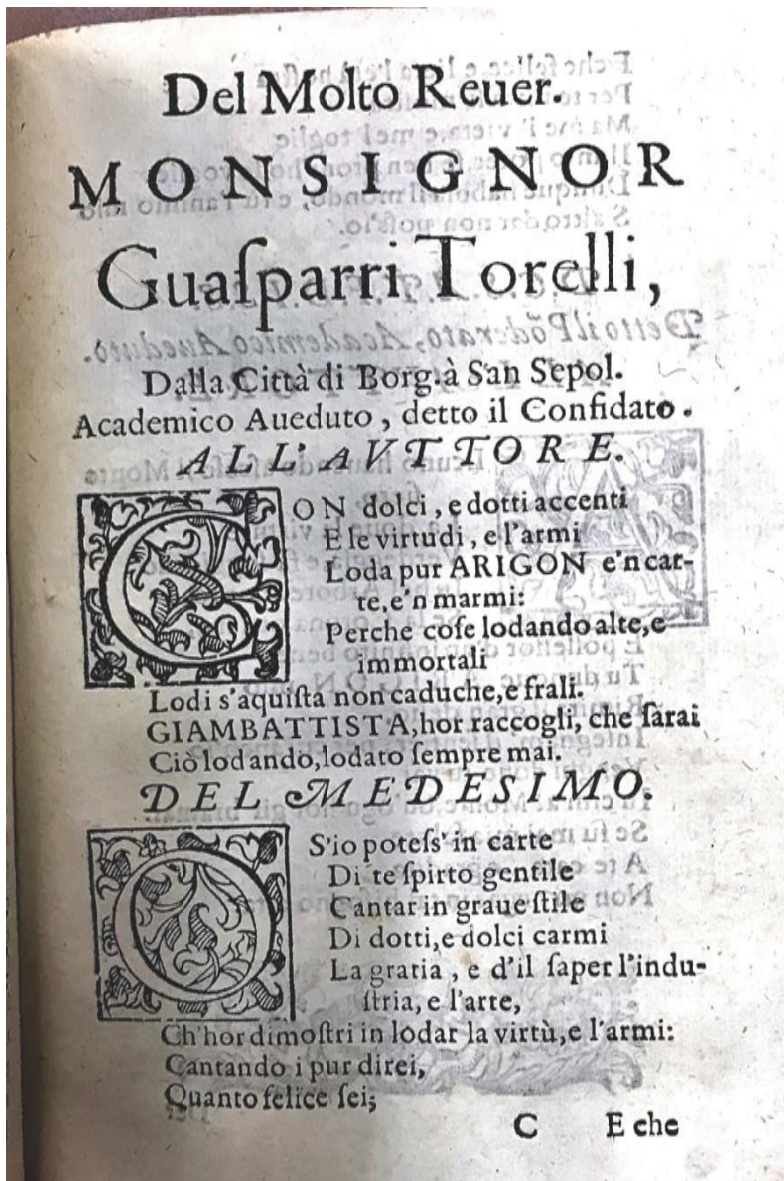 Del Molto Reuer.
MONSIGNOR
Guaſparri Torelli,
Dalla Città di Borg. à San Sepol.
Academico Aueduto, detto il Confidato.
ALL'AVTTORE.
CON dolci, e dotti accenti
E le virtudi, e l'armi
Loda pur ARIGON e'n car-
te, e'n marmi:
Perche coſe lodando alte, e
immortali
Lodi s'aquiſta non caduche, e frali.
GIAMBATTISTA, hor raccogli, che ſarai
Ciò lodando, lodato ſempre mai.
DEL MEDESIMO.
O S'io poteſs' in carte
Di te ſpirto gentile
Cantar in graue ſtile
Di dotti, e dolci carmi
La gratia, e d'il ſaper l'indu-
ſtria, e l'arte,
Ch'hor dimoſtri in lodar la virtù, e l'armi:
Cantando i pur direi,
Quanto felice ſei;
C E che